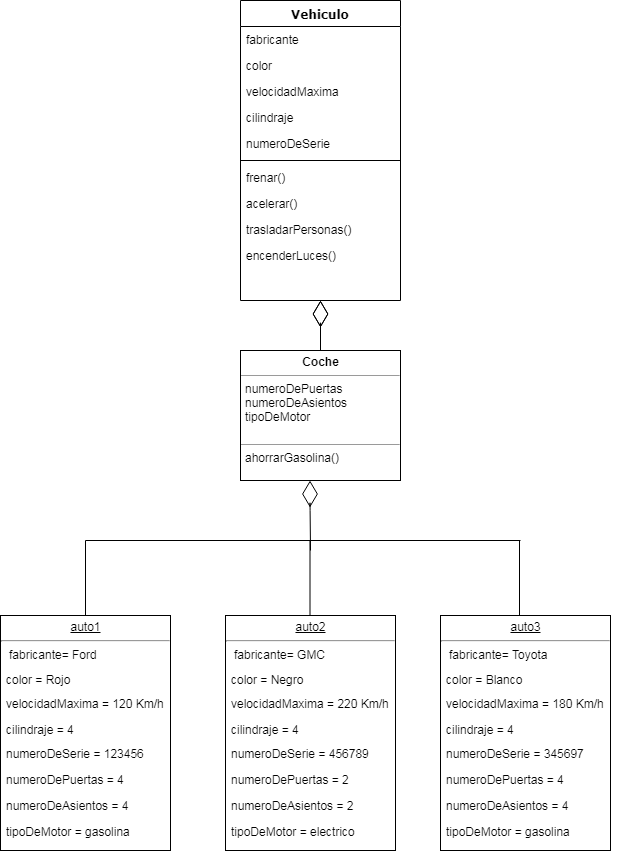 Vehiculo
fabricante
color
velocidadMaxima
cilindraje
numeroDeSerie
frenar()
acelerar()
trasladarPersonas()
encenderLuces()
Coche
numeroDePuertas
numeroDeAsientos
tipoDeMotor
ahorrarGasolina()
auto1
fabricante= Ford
color = Rojo
velocidadMaxima = 120 Km/h
cilindraje = 4
numeroDeSerie = 123456
numeroDePuertas = 4
numeroDeAsientos = 4
tipoDeMotor = gasolina
auto2
fabricante= GMC
color = Negro
velocidadMaxima = 220 Km/h
cilindraje = 4
numeroDeSerie = 456789
numeroDePuertas = 2
numeroDeAsientos = 2
tipoDeMotor = electrico
auto3
fabricante= Toyota
color = Blanco
velocidadMaxima = 180 Km/h
cilindraje = 4
numeroDeSerie = 345697
numeroDePuertas = 4
numeroDeAsientos = 4
tipoDeMotor = gasolina